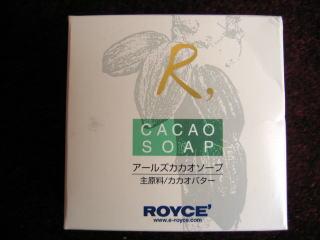 R,
CACAO
SOAP
アールズカカオソープ
主原料/カカオバター
ROYCE'
www.e-royce.com